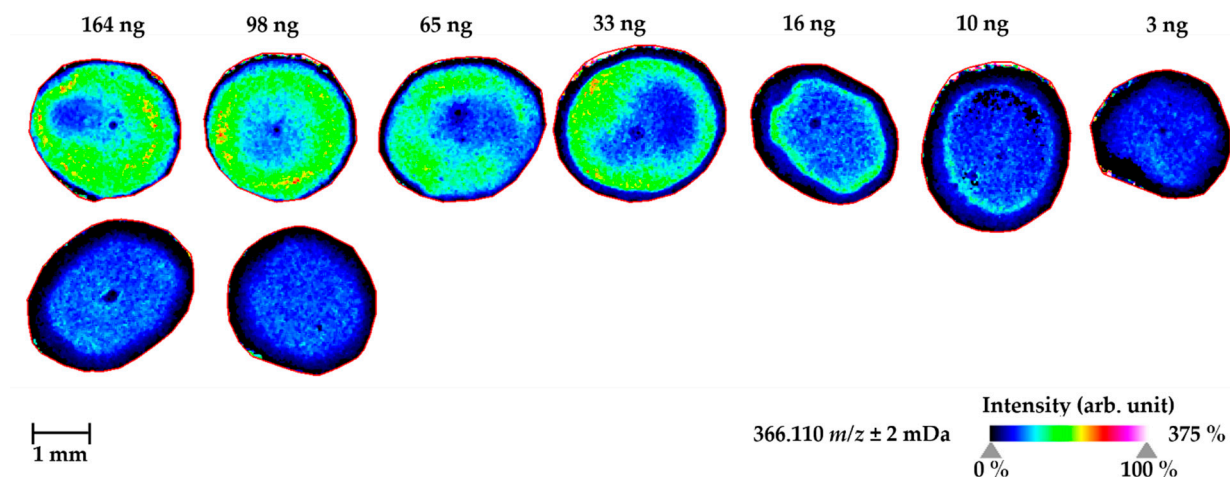 164 ng 98 ng 65 ng 33 ng 16 ng 10 ng 3 ng
Intensity (arb. unit)
366.110 m/z ± 2 mDa 375 %
0 % 100 %
1 mm